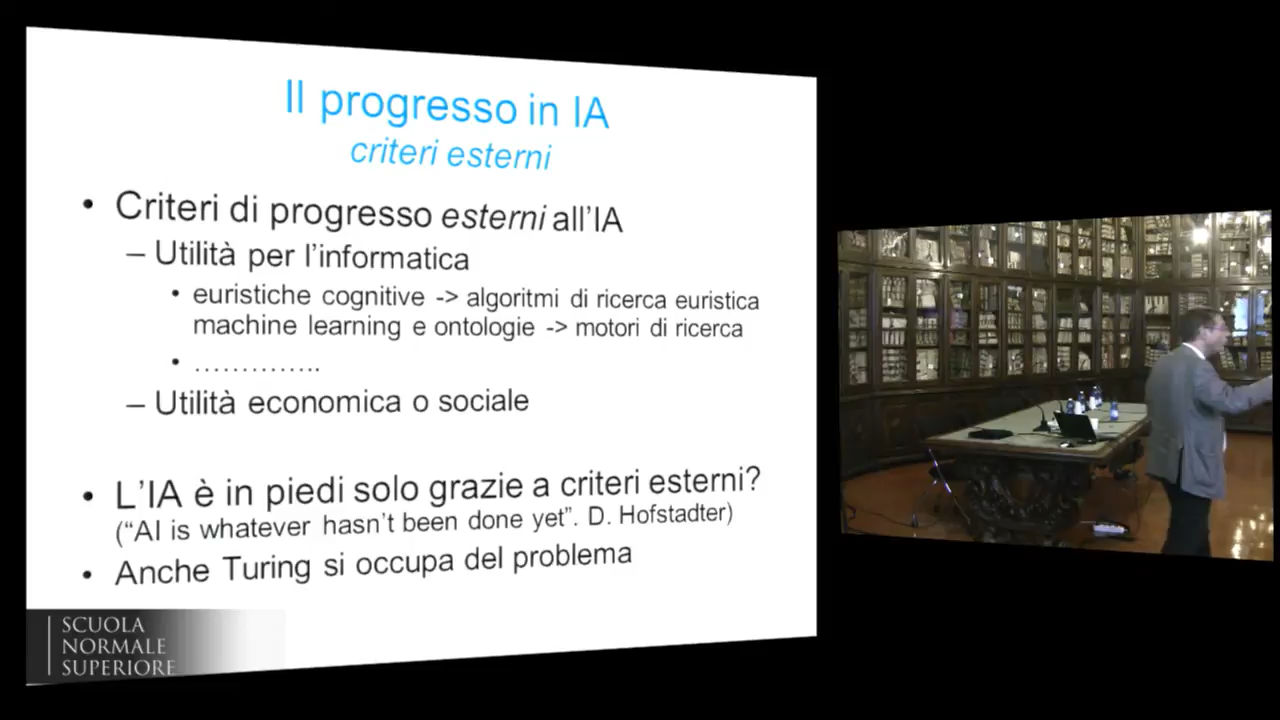 Il progresso in IA
criteri esterni
• Criteri di progresso esterni all'IA
– Utilità per l'informatica
• euristiche cognitive -> algoritmi di ricerca euristica
machine learning e ontologie -> motori di ricerca
• …………..
– Utilità economica o sociale
• L'IA è in piedi solo grazie a criteri esterni?
("AI is whatever hasn't been done yet". D. Hofstadter)
• Anche Turing si occupa del problema
SCUOLA
NORMALE
SUPERIORE